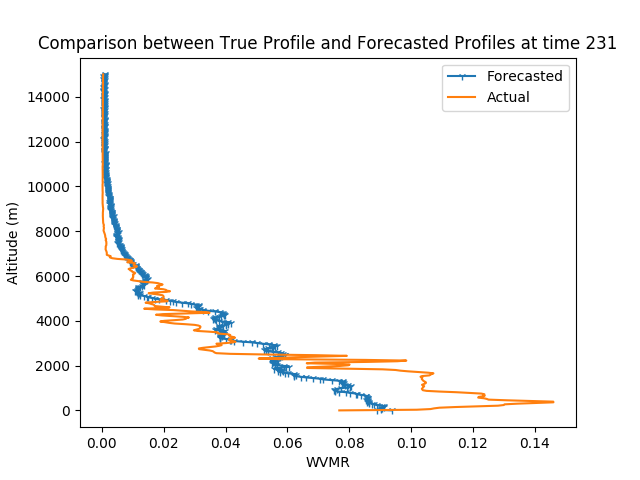 Comparison between True Profile and Forecasted Profiles at time 231
Forecasted
Actual
14000
12000
10000
8000
6000
4000
2000
0
Altitude (m)
0.00 0.02 0.04 0.06 0.08 0.10 0.12 0.14
WVMR